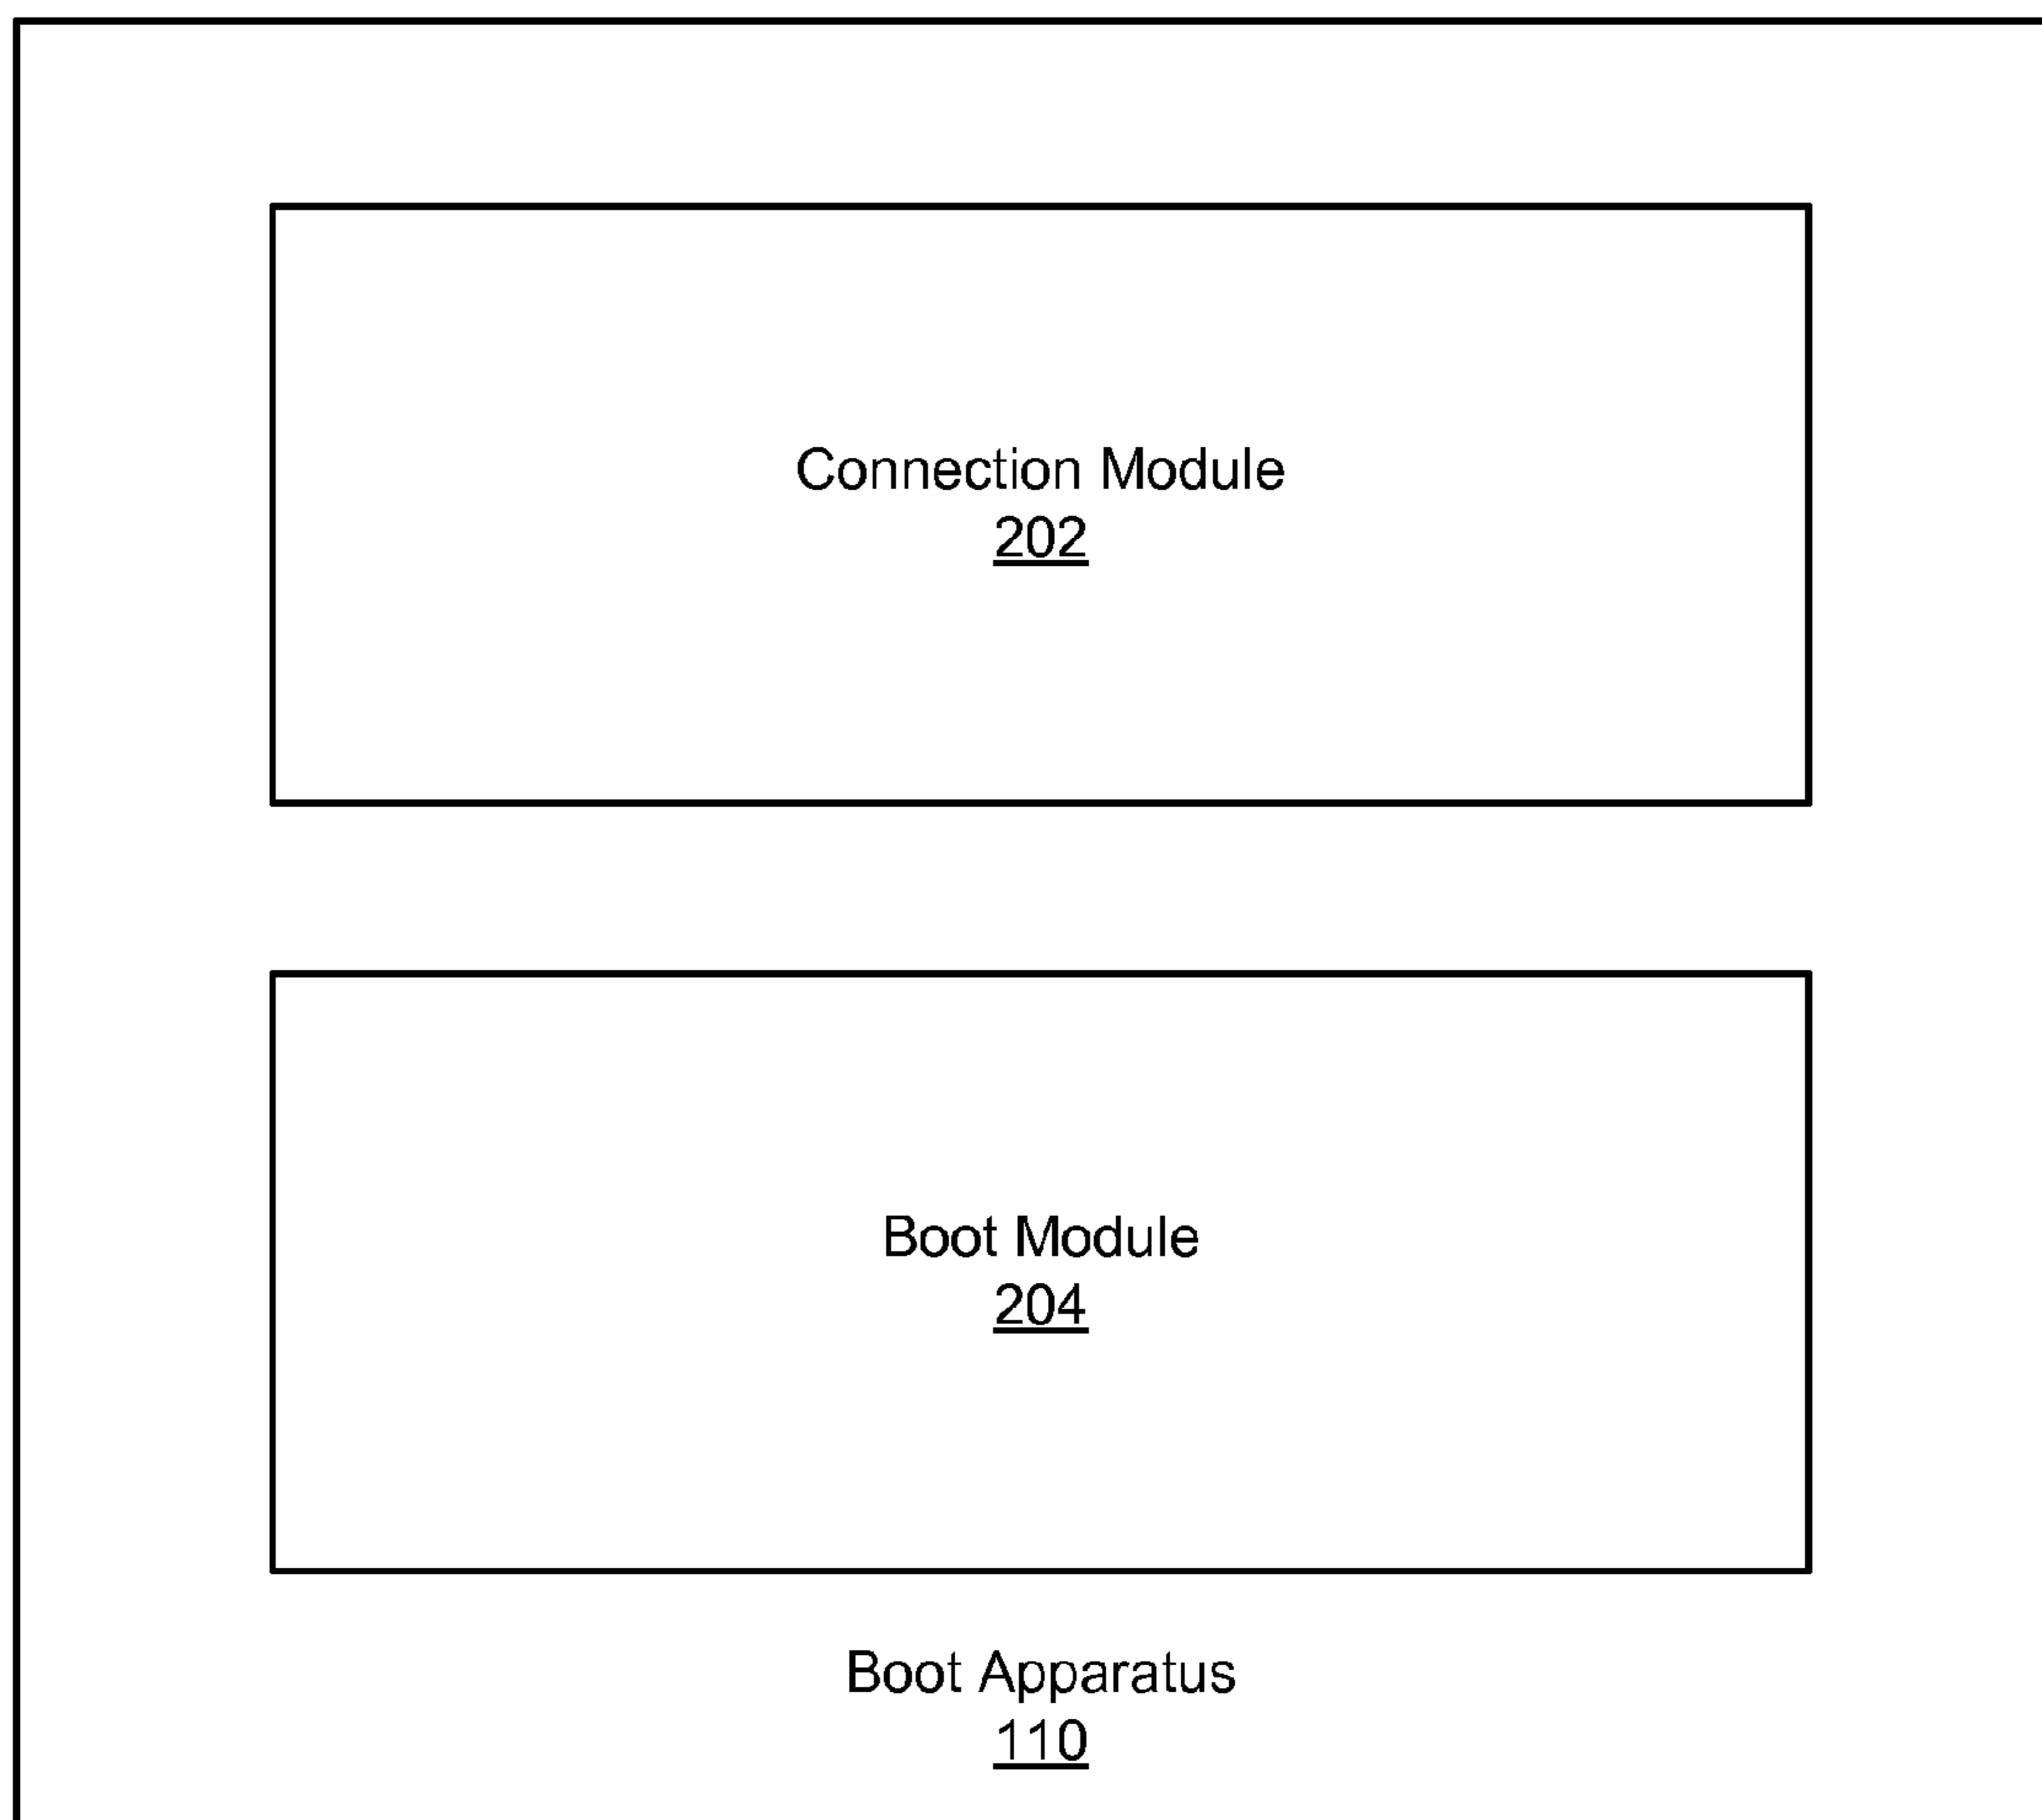 Connection Module
202
Boot Module
204
Boot Apparatus
110